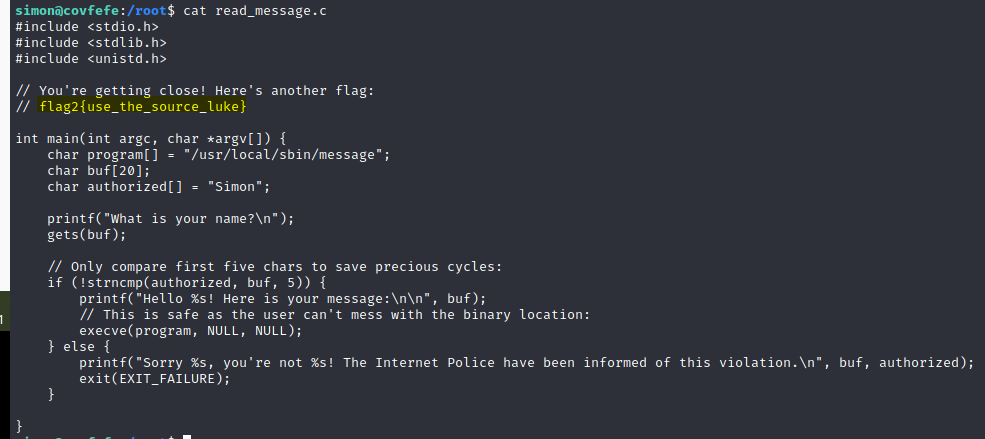 simon@covfefe:/root$ cat read_message.c
#include <stdio.h>
#include <stdlib.h>
#include <unistd.h>

// You're getting close! Here's another flag:
// flag2{use_the_source_luke}

int main(int argc, char *argv[]) {
    char program[] = "/usr/local/sbin/message";
    char buf[20];
    char authorized[] = "Simon";

    printf("What is your name?\n");
    gets(buf);

    // Only compare first five chars to save precious cycles:
    if (!strncmp(authorized, buf, 5)) {
        printf("Hello %s! Here is your message:\n\n", buf);
        // This is safe as the user can't mess with the binary location:
        execve(program, NULL, NULL);
    } else {
        printf("Sorry %s, you're not %s! The Internet Police have been informed of this violation.\n", buf, authorized);
        exit(EXIT_FAILURE);
    }

}